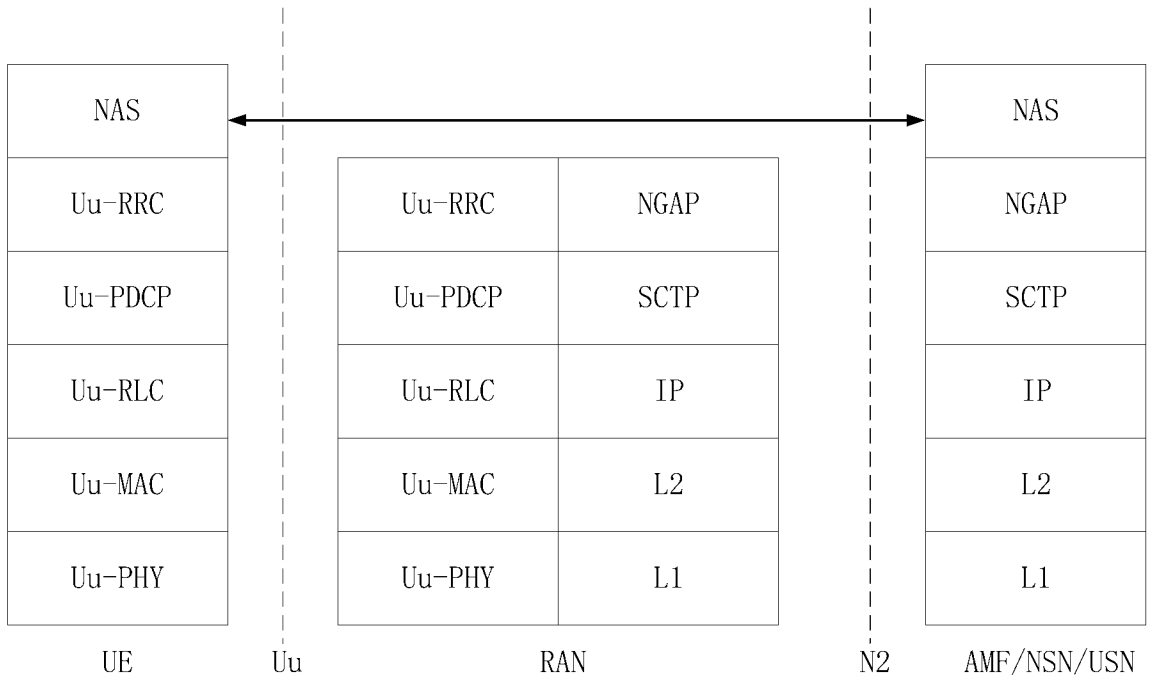 NAS NAS
Uu-RRC Uu-RRC NGAP NGAP
Uu-PDCP Uu-PDCP SCTP SCTP
Uu-RLC Uu-RLC IP IP
Uu-MAC Uu-MAC L2 L2
Uu-PHY Uu-PHY L1 L1
UE Uu RAN N2 AMF/NSN/USN